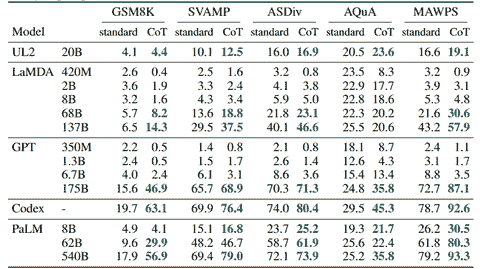 GSM8K SVAMP ASDiv AQuA MAWPS
Model standard CoT standard CoT standard CoT standard CoT standard CoT
UL2 20B 4.1 4.4 10.1 12.5 16.0 16.9 20.5 23.6 16.6 19.1
LaMDA 420M 2.6 0.4 2.5 1.6 3.2 0.8 23.5 8.3 3.2 0.9
2B 3.6 1.9 3.3 2.4 4.1 3.8 22.9 17.7 3.9 3.1
8B 3.2 1.6 4.3 3.4 5.9 5.0 22.8 18.6 5.3 4.8
68B 5.7 8.2 13.6 18.8 21.8 23.1 22.3 20.2 21.6 30.6
137B 6.5 14.3 29.5 37.5 40.1 46.6 25.5 20.6 43.2 57.9
GPT 350M 2.2 0.5 1.4 0.8 2.1 0.8 18.1 8.7 2.4 1.1
1.3B 2.4 0.5 1.5 1.7 2.6 1.4 12.6 4.3 3.1 1.7
6.7B 4.0 2.4 6.1 3.1 8.6 3.6 15.4 13.4 8.8 3.5
175B 15.6 46.9 65.7 68.9 70.3 71.3 24.8 35.8 72.7 87.1
Codex - 19.7 63.1 69.9 76.4 74.0 80.4 29.5 45.3 78.7 92.6
PaLM 8B 4.9 4.1 15.1 16.8 23.7 25.2 19.3 21.7 26.2 30.5
62B 9.6 29.9 48.2 46.7 58.7 61.9 25.6 22.4 61.8 80.3
540B 17.9 56.9 69.4 79.0 72.1 73.9 25.2 35.8 79.2 93.3